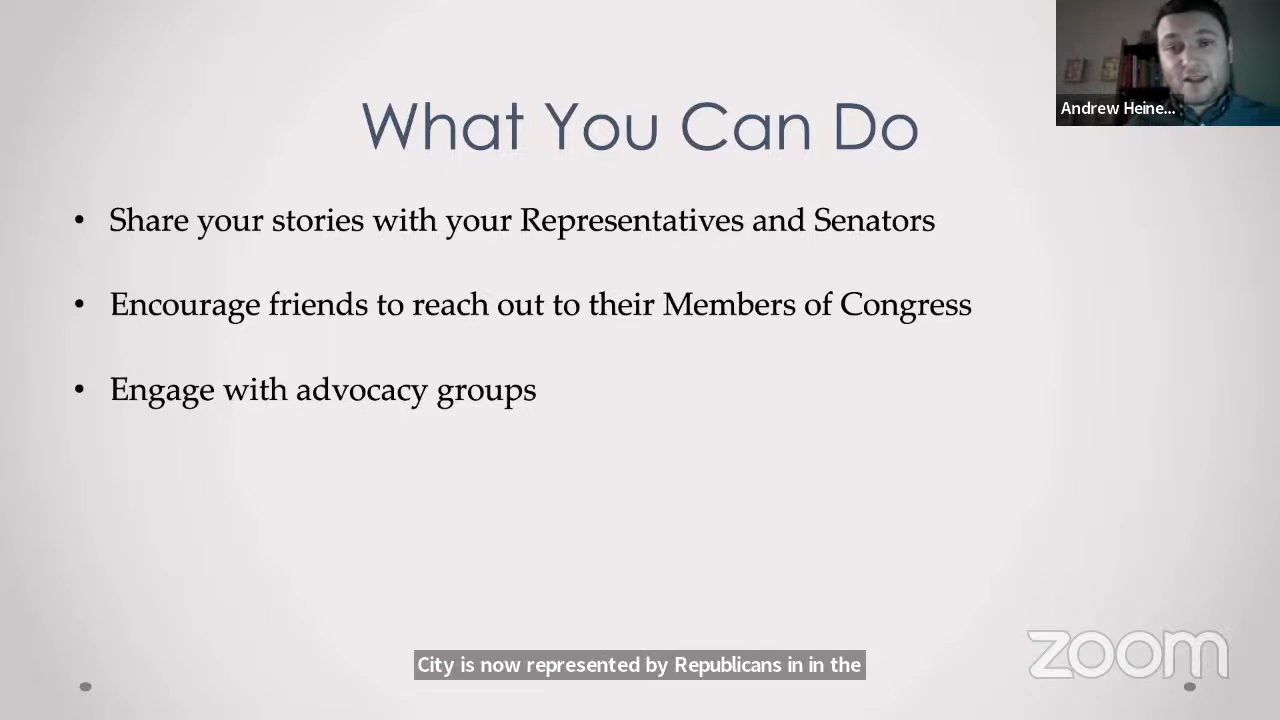 Andrew Heine...
What You Can Do
• Share your stories with your Representatives and Senators
• Encourage friends to reach out to their Members of Congress
• Engage with advocacy groups
City is now represented by Republicans in in the
zoom